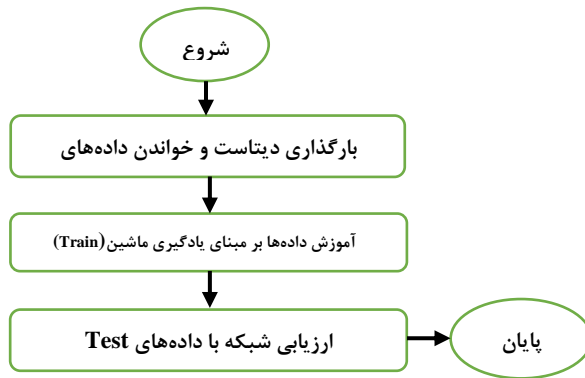 شروع
بارگذاری دیتاست و خواندن داده‌های
آموزش داده‌ها بر مبنای یادگیری ماشین(Train)
ارزیابی شبکه با داده‌های Test
پایان